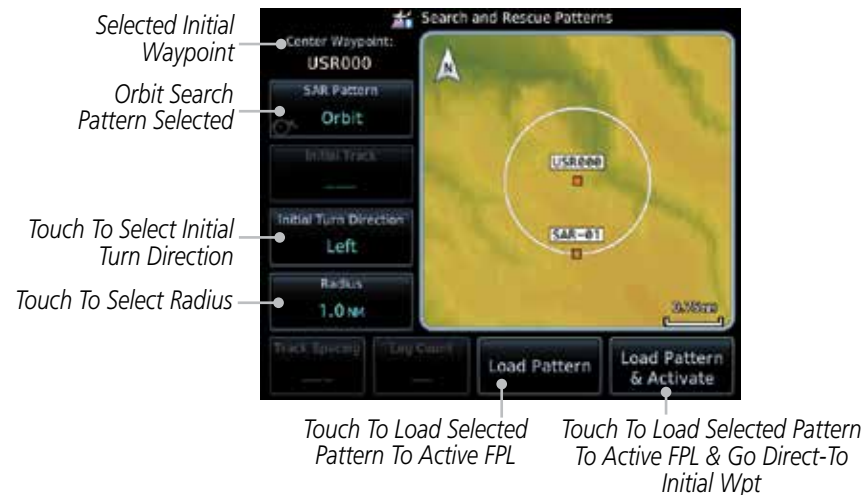 Search and Rescue Patterns
Selected Initial
Waypoint
Center Waypoint:
USR000
Orbit Search
Pattern Selected
SAR Pattern
Orbit
Initial Track
Touch To Select Initial
Turn Direction
Initial Turn Direction
Left
Touch To Select Radius
Radius
1.0 NM
Track Spacing
Leg Count
Load Pattern
Load Pattern
& Activate
N
USR000
SAR-01
0.75NM
Touch To Load Selected
Pattern To Active FPL
Touch To Load Selected Pattern
To Active FPL & Go Direct-To
Initial Wpt